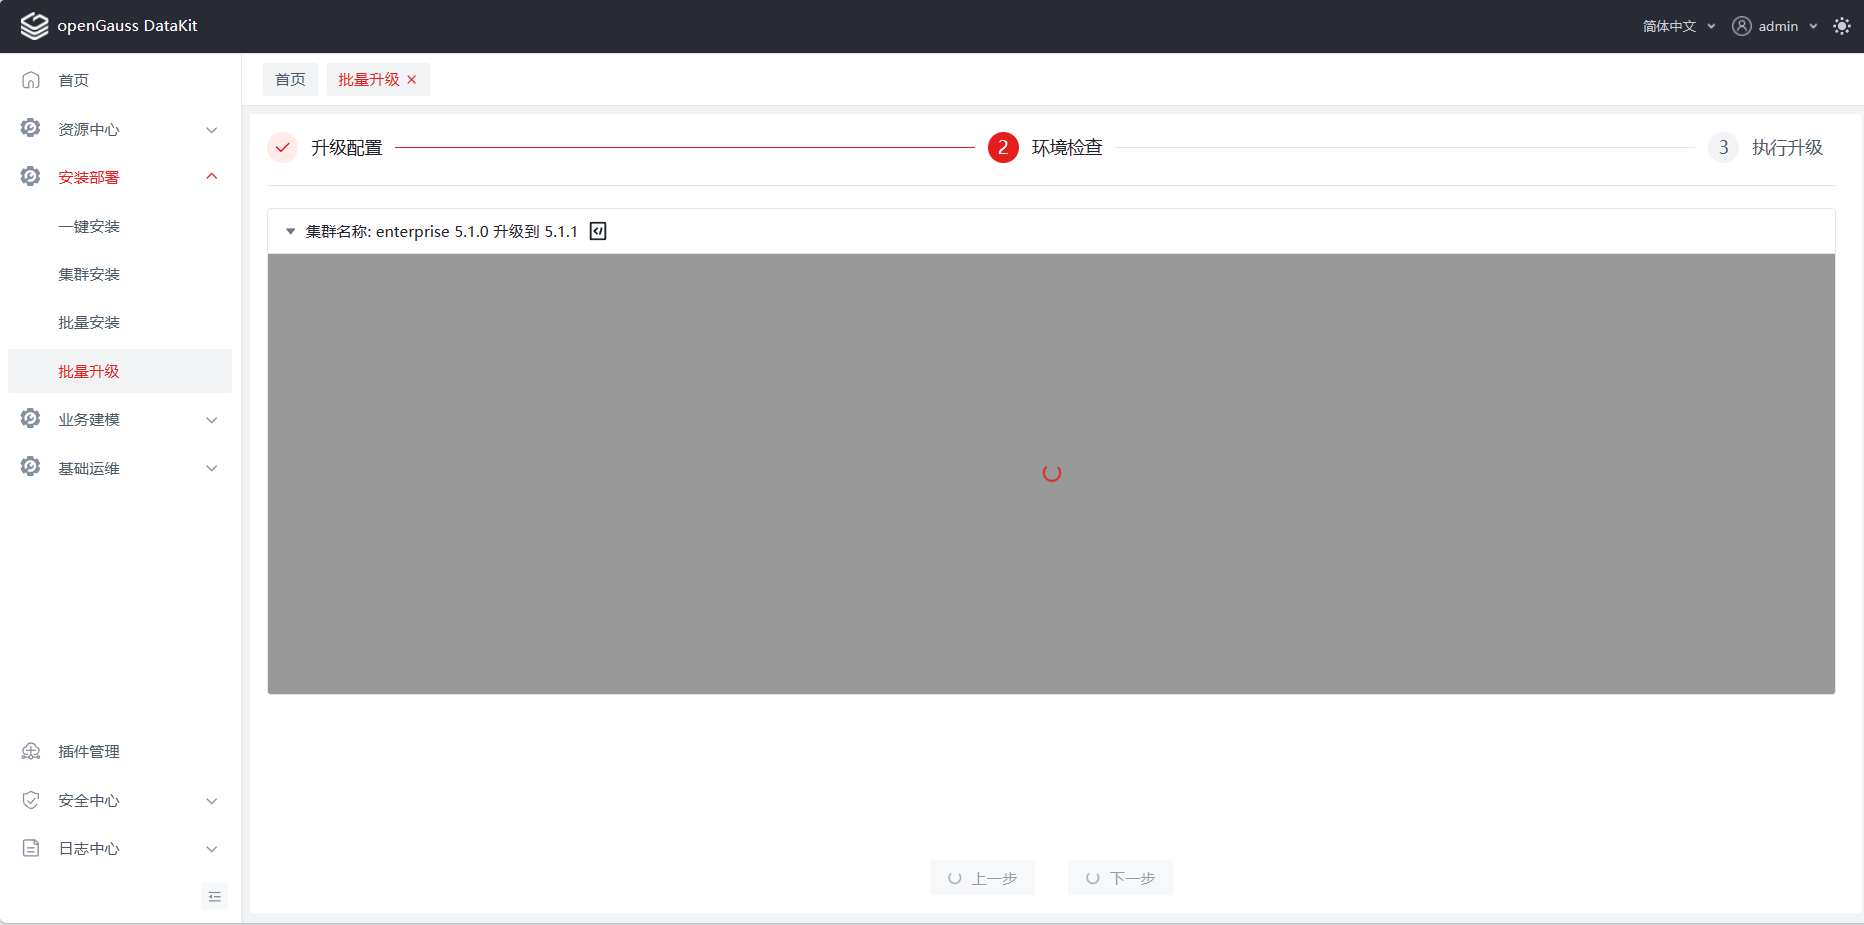 openGauss DataKit
简体中文
admin
首页
资源中心
安装部署
一键安装
集群安装
批量安装
批量升级
业务建模
基础运维
插件管理
安全中心
日志中心
首页
批量升级
升级配置
2 环境检查
3 执行升级
集群名称: enterprise 5.1.0 升级到 5.1.1
上一步
下一步